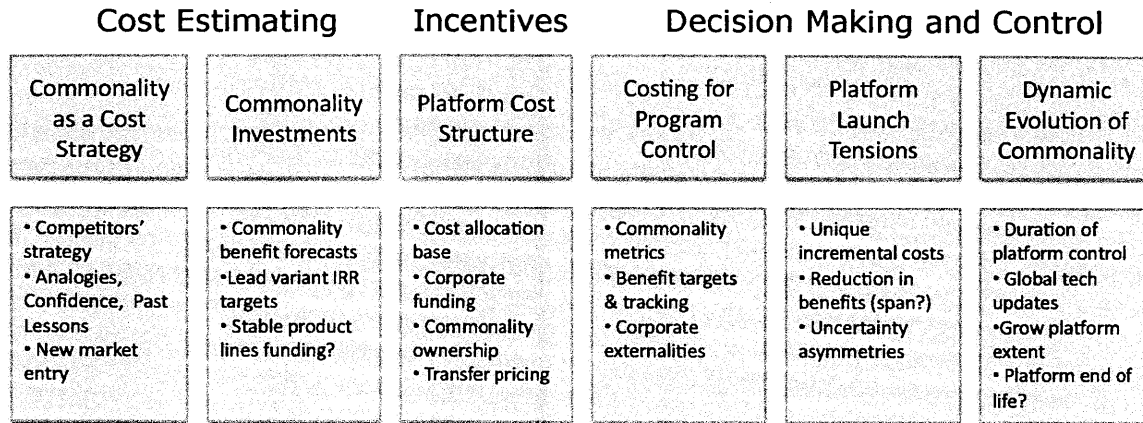 Cost Estimating
Incentives
Decision Making and Control
Commonality
as a Cost
Strategy
Commonality
Investments
Platform Cost
Structure
Costing for
Program
Control
Platform
Launch
Tensions
Dynamic
Evolution of
Commonality
• Competitors'
strategy
• Analogies,
Confidence, Past
Lessons
• New market
entry
• Commonality
benefit forecasts
•Lead variant IRR
targets
• Stable product
lines funding?
• Cost allocation
base
• Corporate
funding
• Commonality
ownership
• Transfer pricing
• Commonality
metrics
• Benefit targets
& tracking
• Corporate
externalities
• Unique
incremental costs
• Reduction in
benefits (span?)
• Uncertainty
asymmetries
• Duration of
platform control
• Global tech
updates
•Grow platform
extent
• Platform end of
life?